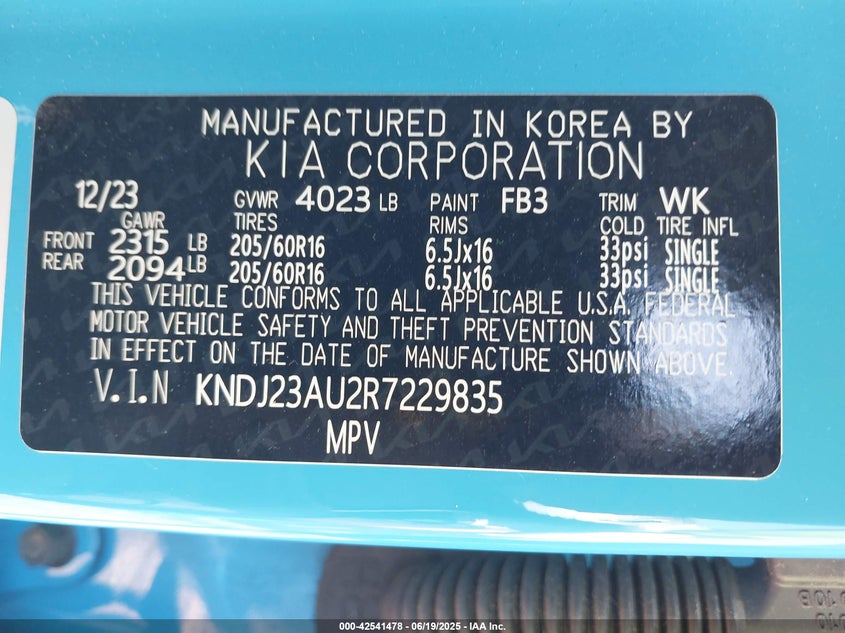 MANUFACTURED IN KOREA BY
KIA CORPORATION
12/23 GVWR 4023 LB PAINT FB3 TRIM WK
GAWR TIRES RIMS COLD TIRE INFL
FRONT 2315 LB 205/60R16 6.5Jx16 33psi SINGLE
REAR 2094 LB 205/60R16 6.5Jx16 33psi SINGLE
THIS VEHICLE CONFORMS TO ALL APPLICABLE U.S.A. FEDERAL
MOTOR VEHICLE SAFETY AND THEFT PREVENTION STANDARDS
IN EFFECT ON THE DATE OF MANUFACTURE SHOWN ABOVE.
V.I.N KNDJ23AU2R7229835
MPV
000-42541478 - 06/19/2025 - IAA Inc.